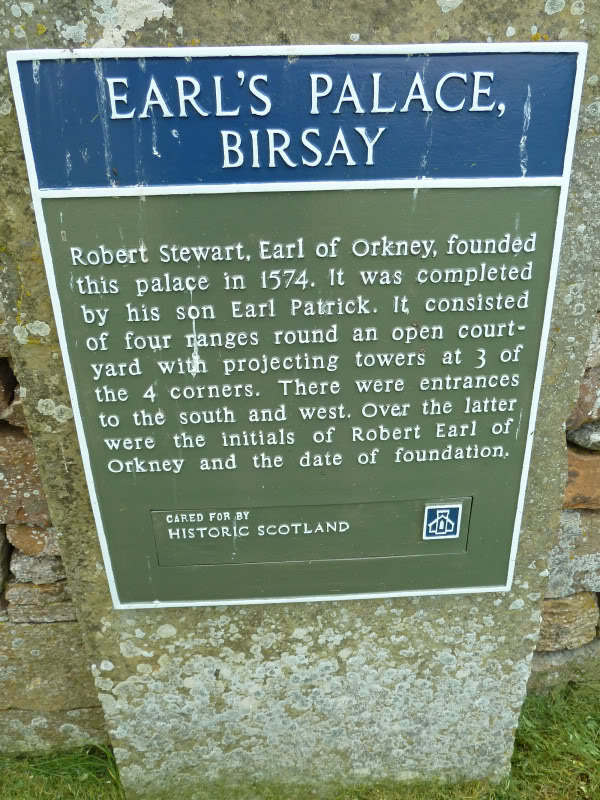 EARL'S PALACE,
BIRSAY
Robert Stewart, Earl of Orkney, founded
this palace in 1574. It was completed
by his son Earl Patrick. It consisted
of four ranges round an open court-
yard with projecting towers at 3 of
the 4 corners. There were entrances
to the south and west. Over the latter
were the initials of Robert Earl of
Orkney and the date of foundation.
CARED FOR BY
HISTORIC SCOTLAND